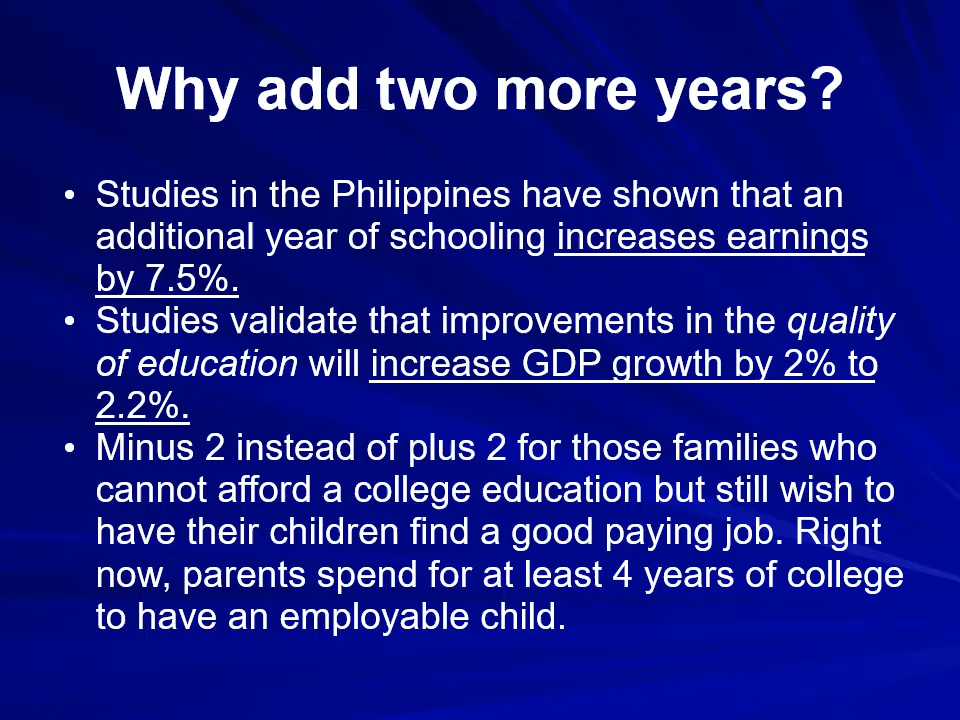 Why add two more years?
• Studies in the Philippines have shown that an
additional year of schooling increases earnings
by 7.5%.
• Studies validate that improvements in the quality
of education will increase GDP growth by 2% to
2.2%.
• Minus 2 instead of plus 2 for those families who
cannot afford a college education but still wish to
have their children find a good paying job. Right
now, parents spend for at least 4 years of college
to have an employable child.